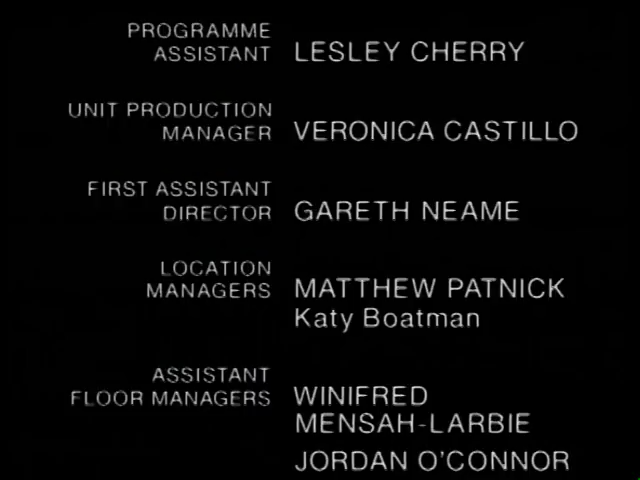 PROGRAMME
ASSISTANT LESLEY CHERRY
UNIT PRODUCTION
MANAGER VERONICA CASTILLO
FIRST ASSISTANT
DIRECTOR GARETH NEAME
LOCATION
MANAGERS MATTHEW PATNICK
Katy Boatman
ASSISTANT
FLOOR MANAGERS WINIFRED
MENSAH-LARBIE
JORDAN O'CONNOR